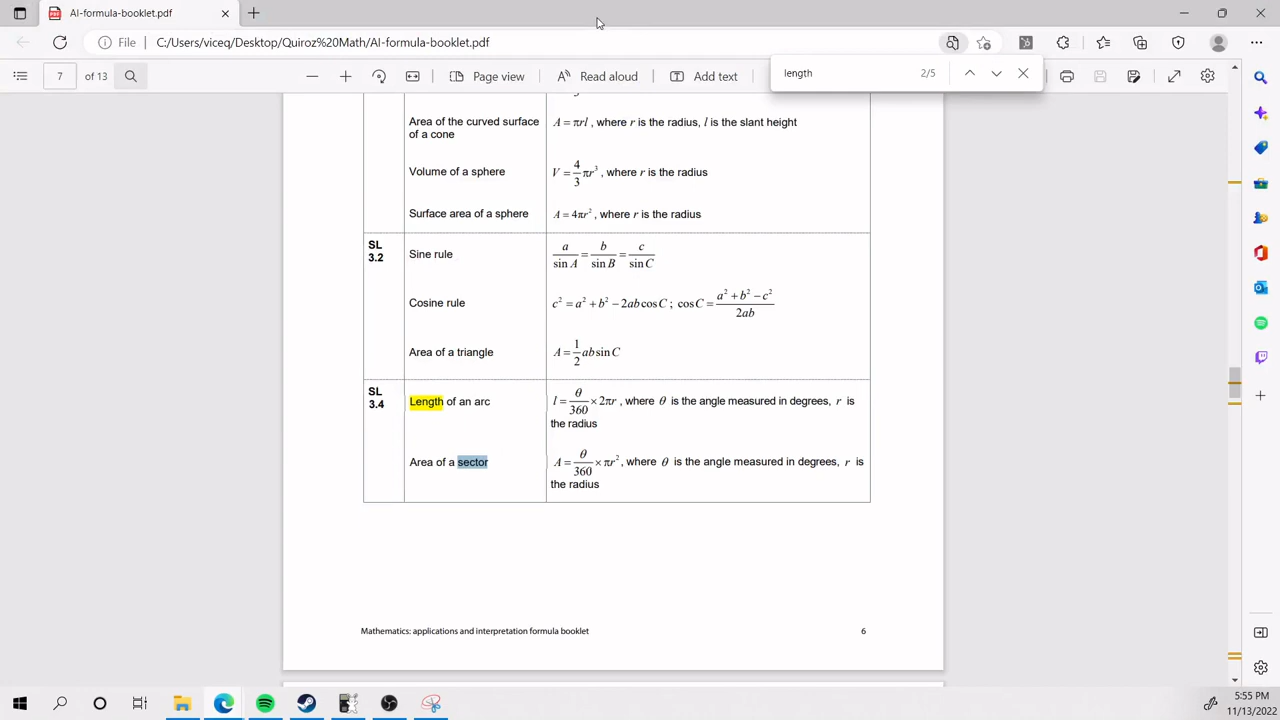 AI-formula-booklet.pdf
File
C:/Users/viceq/Desktop/Quiroz%20Math/AI-formula-booklet.pdf
7 of 13
Page view
Read aloud
Add text
length
2/5
Area of the curved surface of a cone
A = πrl , where r is the radius, l is the slant height
Volume of a sphere
V = 4/3 πr³ , where r is the radius
Surface area of a sphere
A = 4πr² , where r is the radius
SL 3.2
Sine rule
a/sin A = b/sin B = c/sin C
Cosine rule
c² = a² + b² − 2ab cos C ; cos C = (a² + b² − c²)/2ab
Area of a triangle
A = 1/2 ab sin C
SL 3.4
Length of an arc
l = θ/360 × 2πr , where θ is the angle measured in degrees, r is
the radius
Area of a sector
A = θ/360 × πr² , where θ is the angle measured in degrees, r is
the radius
Mathematics: applications and interpretation formula booklet
6
5:55 PM
11/13/2022